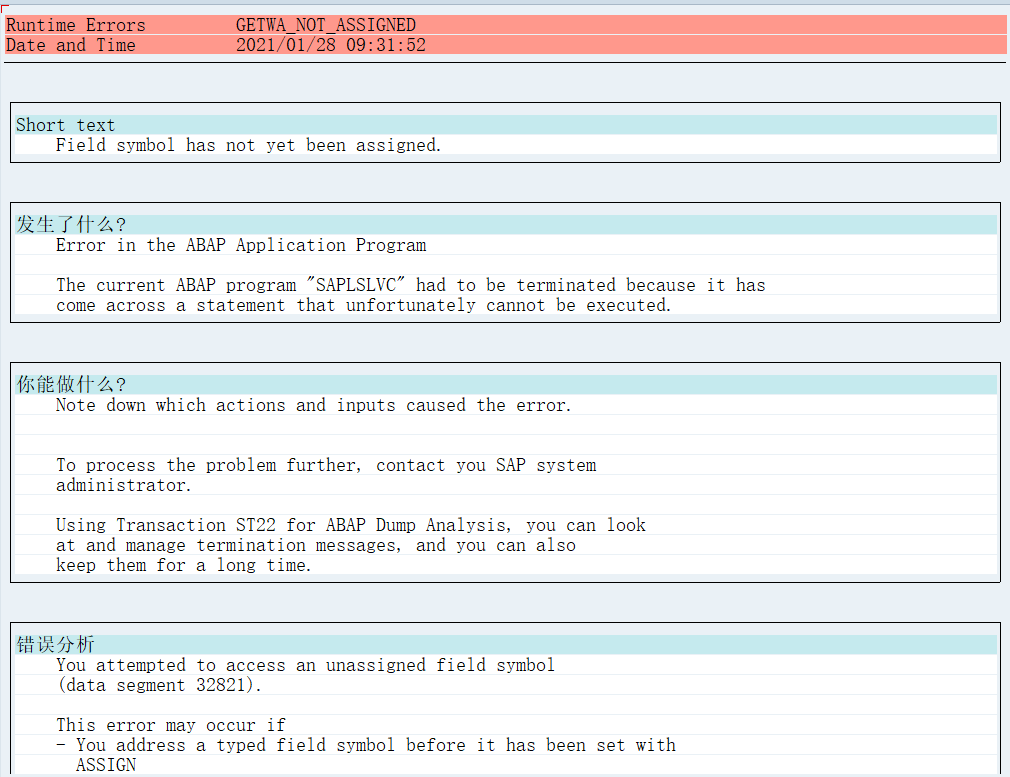 Runtime Errors GETWA_NOT_ASSIGNED
Date and Time 2021/01/28 09:31:52
Short text
Field symbol has not yet been assigned.
发生了什么?
Error in the ABAP Application Program
The current ABAP program "SAPLSLVC" had to be terminated because it has
come across a statement that unfortunately cannot be executed.
你能做什么?
Note down which actions and inputs caused the error.
To process the problem further, contact you SAP system
administrator.
Using Transaction ST22 for ABAP Dump Analysis, you can look
at and manage termination messages, and you can also
keep them for a long time.
错误分析
You attempted to access an unassigned field symbol
(data segment 32821).
This error may occur if
- You address a typed field symbol before it has been set with
ASSIGN